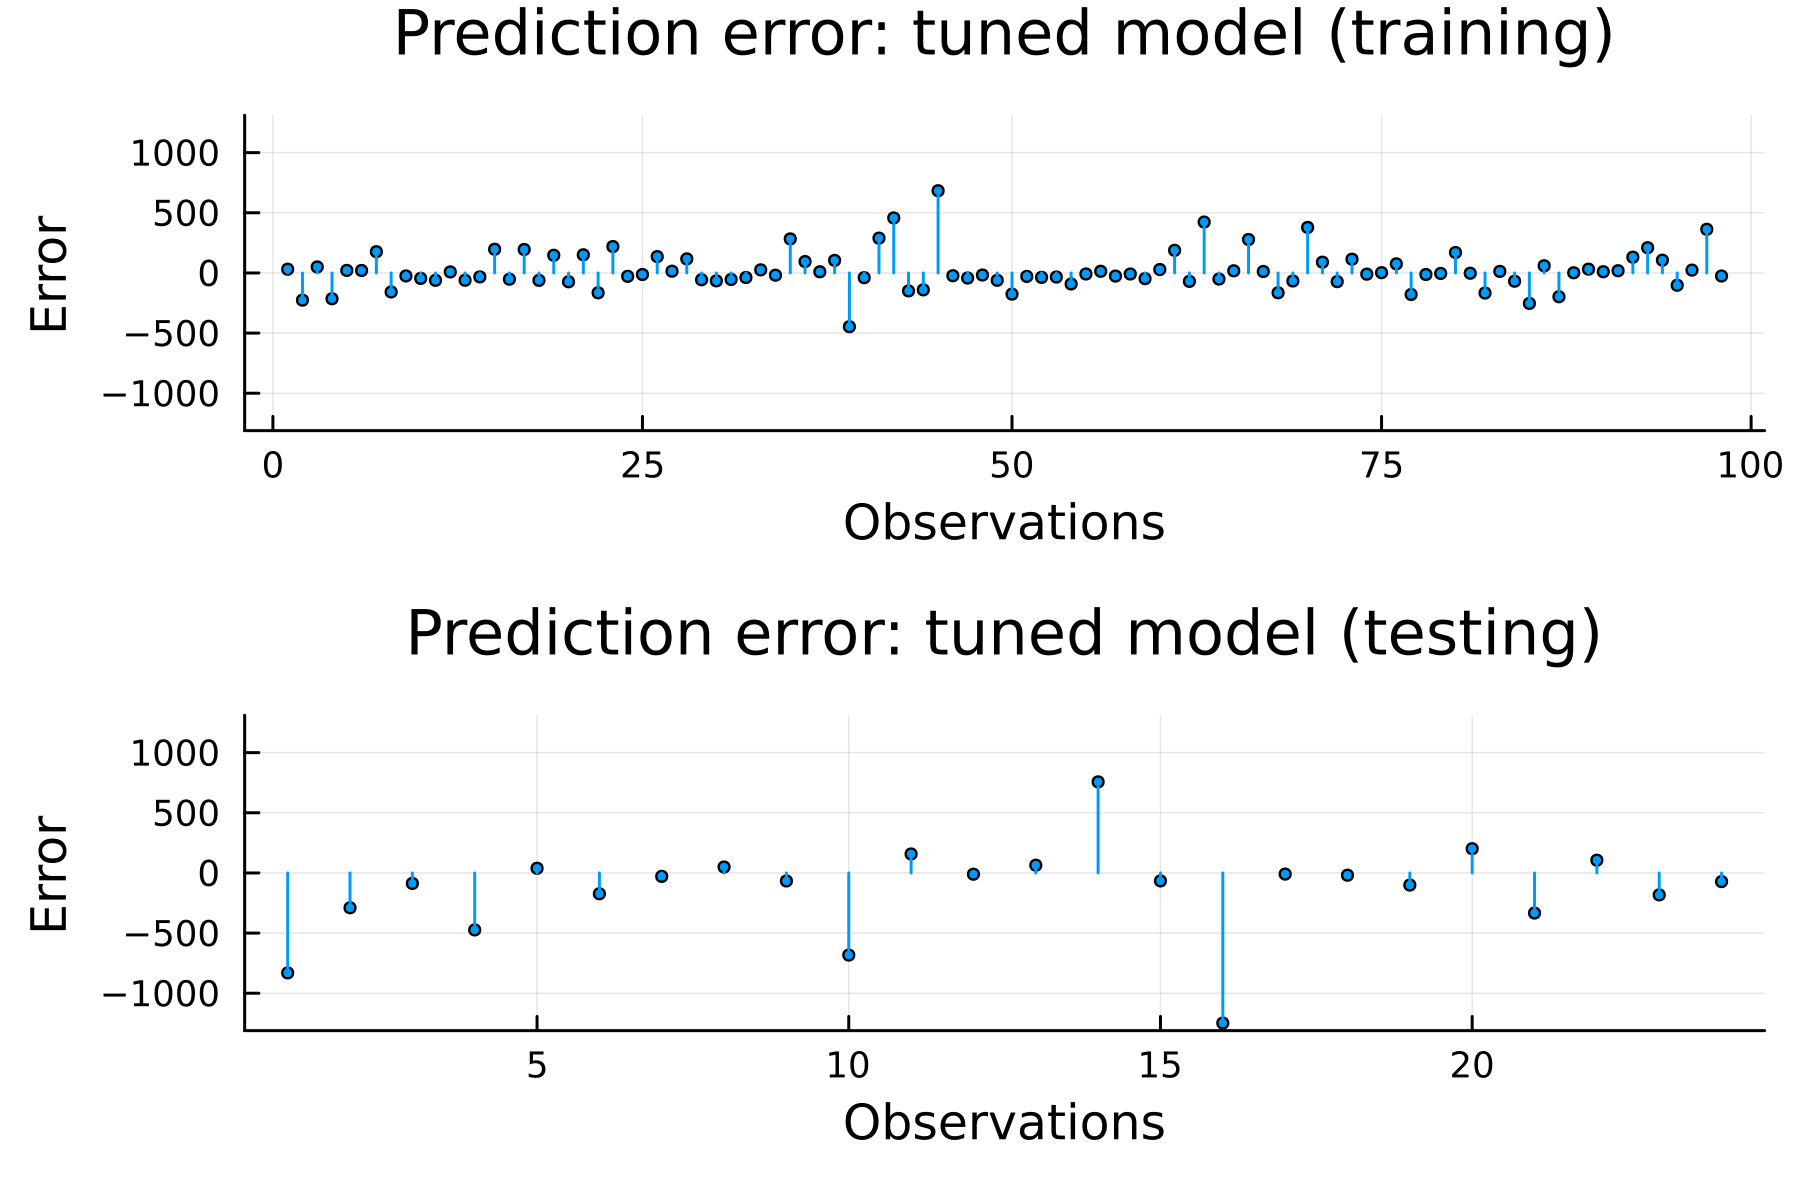 Prediction error: tuned model (training)
Error
1000
500
0
−500
−1000
0 25 50 75 100
Observations
Prediction error: tuned model (testing)
Error
1000
500
0
−500
−1000
5 10 15 20
Observations